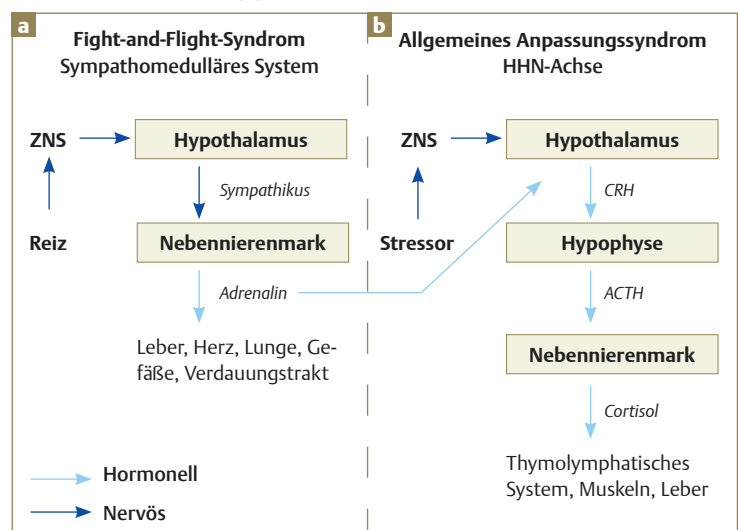 a
Fight-and-Flight-Syndrom
Sympathomedulläres System
ZNS
Hypothalamus
Sympathikus
Reiz
Nebennierenmark
Adrenalin
Leber, Herz, Lunge, Ge-
fäße, Verdauungstrakt
Hormonell
Nervös
b
Allgemeines Anpassungssyndrom
HHN-Achse
ZNS
Hypothalamus
CRH
Stressor
Hypophyse
ACTH
Nebennierenmark
Cortisol
Thymolymphatisches
System, Muskeln, Leber